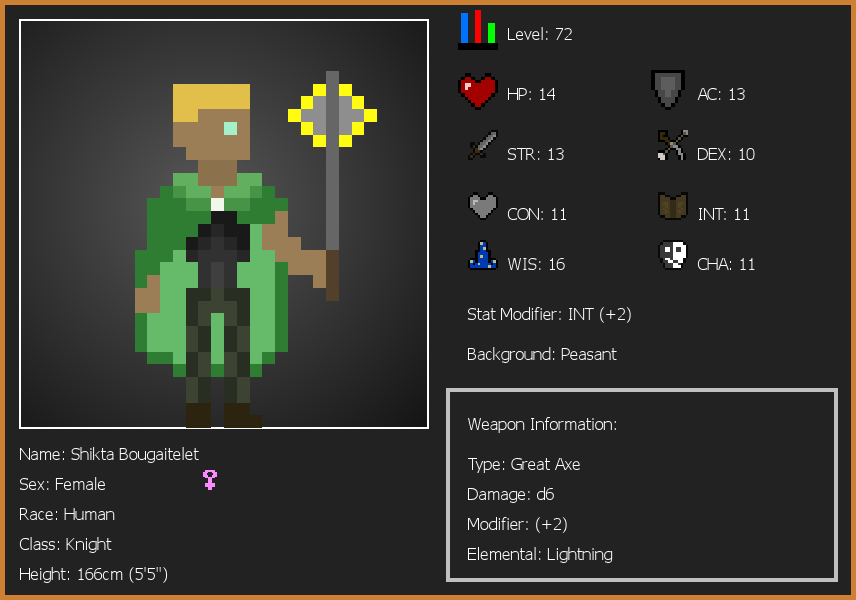 Level: 72
HP: 14
AC: 13
STR: 13
DEX: 10
CON: 11
INT: 11
WIS: 16
CHA: 11
Stat Modifier: INT (+2)
Background: Peasant
Weapon Information:
Type: Great Axe
Damage: d6
Modifier: (+2)
Elemental: Lightning
Name: Shikta Bougaitelet
Sex: Female
Race: Human
Class: Knight
Height: 166cm (5'5")